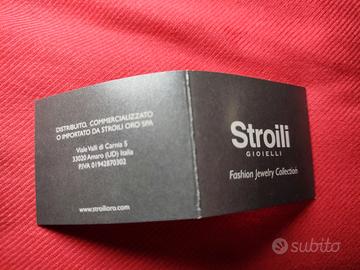 DISTRIBUITO, COMMERCIALIZZATO
O IMPORTATO DA STROILI ORO SPA
Viale Valli di Carnia 5
33020 Amaro (UD) Italia
P.IVA 01942870302
www.stroilioro.com
Stroili
GIOIELLI
Fashion Jewelry Collection
subito